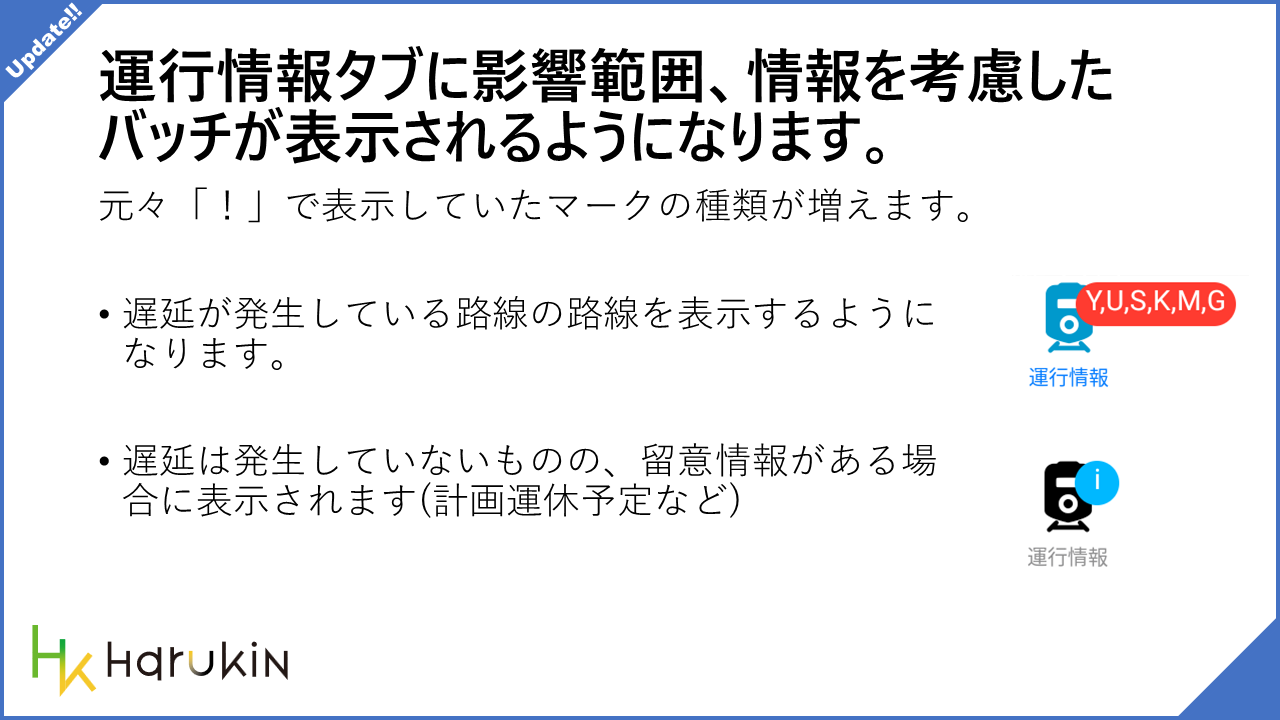 Update!!
運行情報タブに影響範囲、情報を考慮した
バッチが表示されるようになります。
元々「！」で表示していたマークの種類が増えます。
• 遅延が発生している路線の路線を表示するように
なります。
Y,U,S,K,M,G
運行情報
• 遅延は発生していないものの、留意情報がある場
合に表示されます(計画運休予定など)
i
運行情報
HK HaruKiN